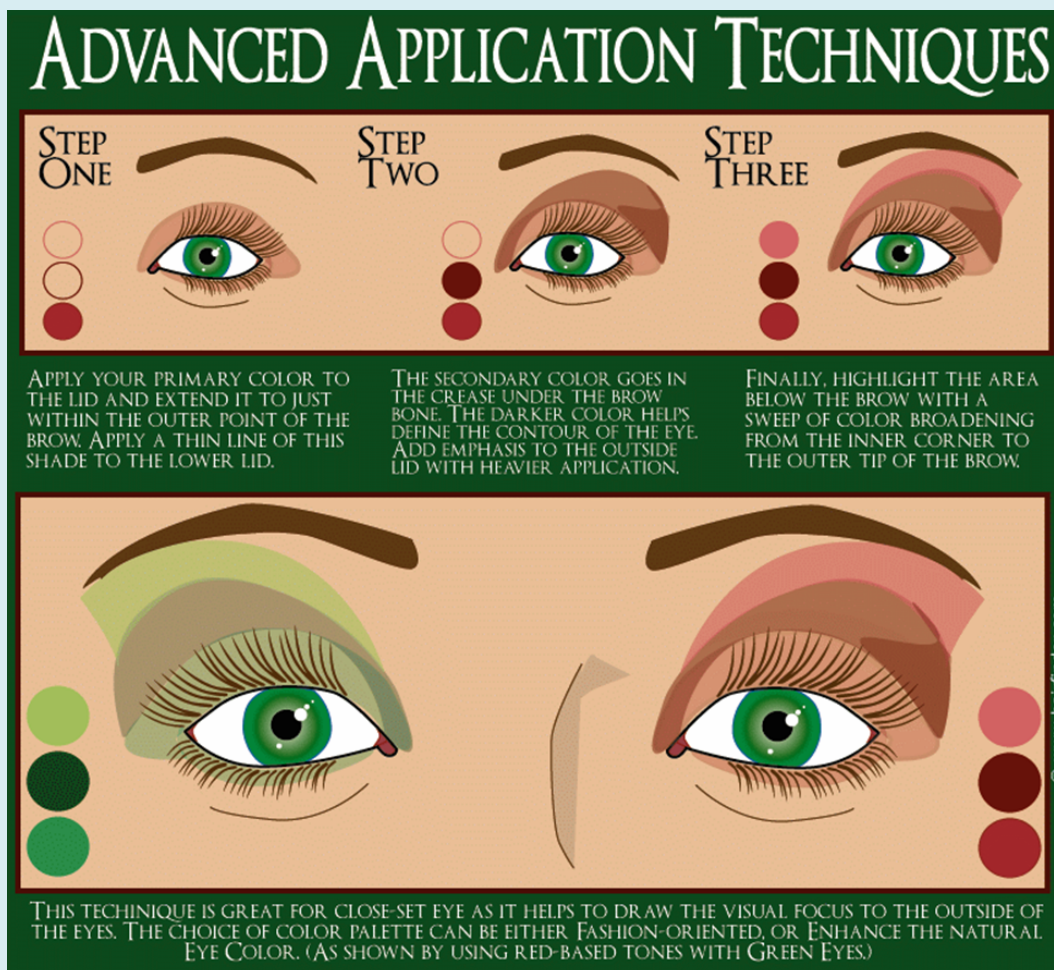 ADVANCED APPLICATION TECHNIQUES
STEP
ONE
STEP
TWO
STEP
THREE
APPLY YOUR PRIMARY COLOR TO
THE LID AND EXTEND IT TO JUST
WITHIN THE OUTER POINT OF THE
BROW. APPLY A THIN LINE OF THIS
SHADE TO THE LOWER LID.
THE SECONDARY COLOR GOES IN
THE CREASE UNDER THE BROW
BONE. THE DARKER COLOR HELPS
DEFINE THE CONTOUR OF THE EYE.
ADD EMPHASIS TO THE OUTSIDE
LID WITH HEAVIER APPLICATION.
FINALLY, HIGHLIGHT THE AREA
BELOW THE BROW WITH A
SWEEP OF COLOR BROADENING
FROM THE INNER CORNER TO
THE OUTER TIP OF THE BROW.
THIS TECHINIQUE IS GREAT FOR CLOSE-SET EYE AS IT HELPS TO DRAW THE VISUAL FOCUS TO THE OUTSIDE OF
THE EYES. THE CHOICE OF COLOR PALETTE CAN BE EITHER FASHION-ORIENTED, OR ENHANCE THE NATURAL
EYE COLOR. (AS SHOWN BY USING RED-BASED TONES WITH GREEN EYES.)